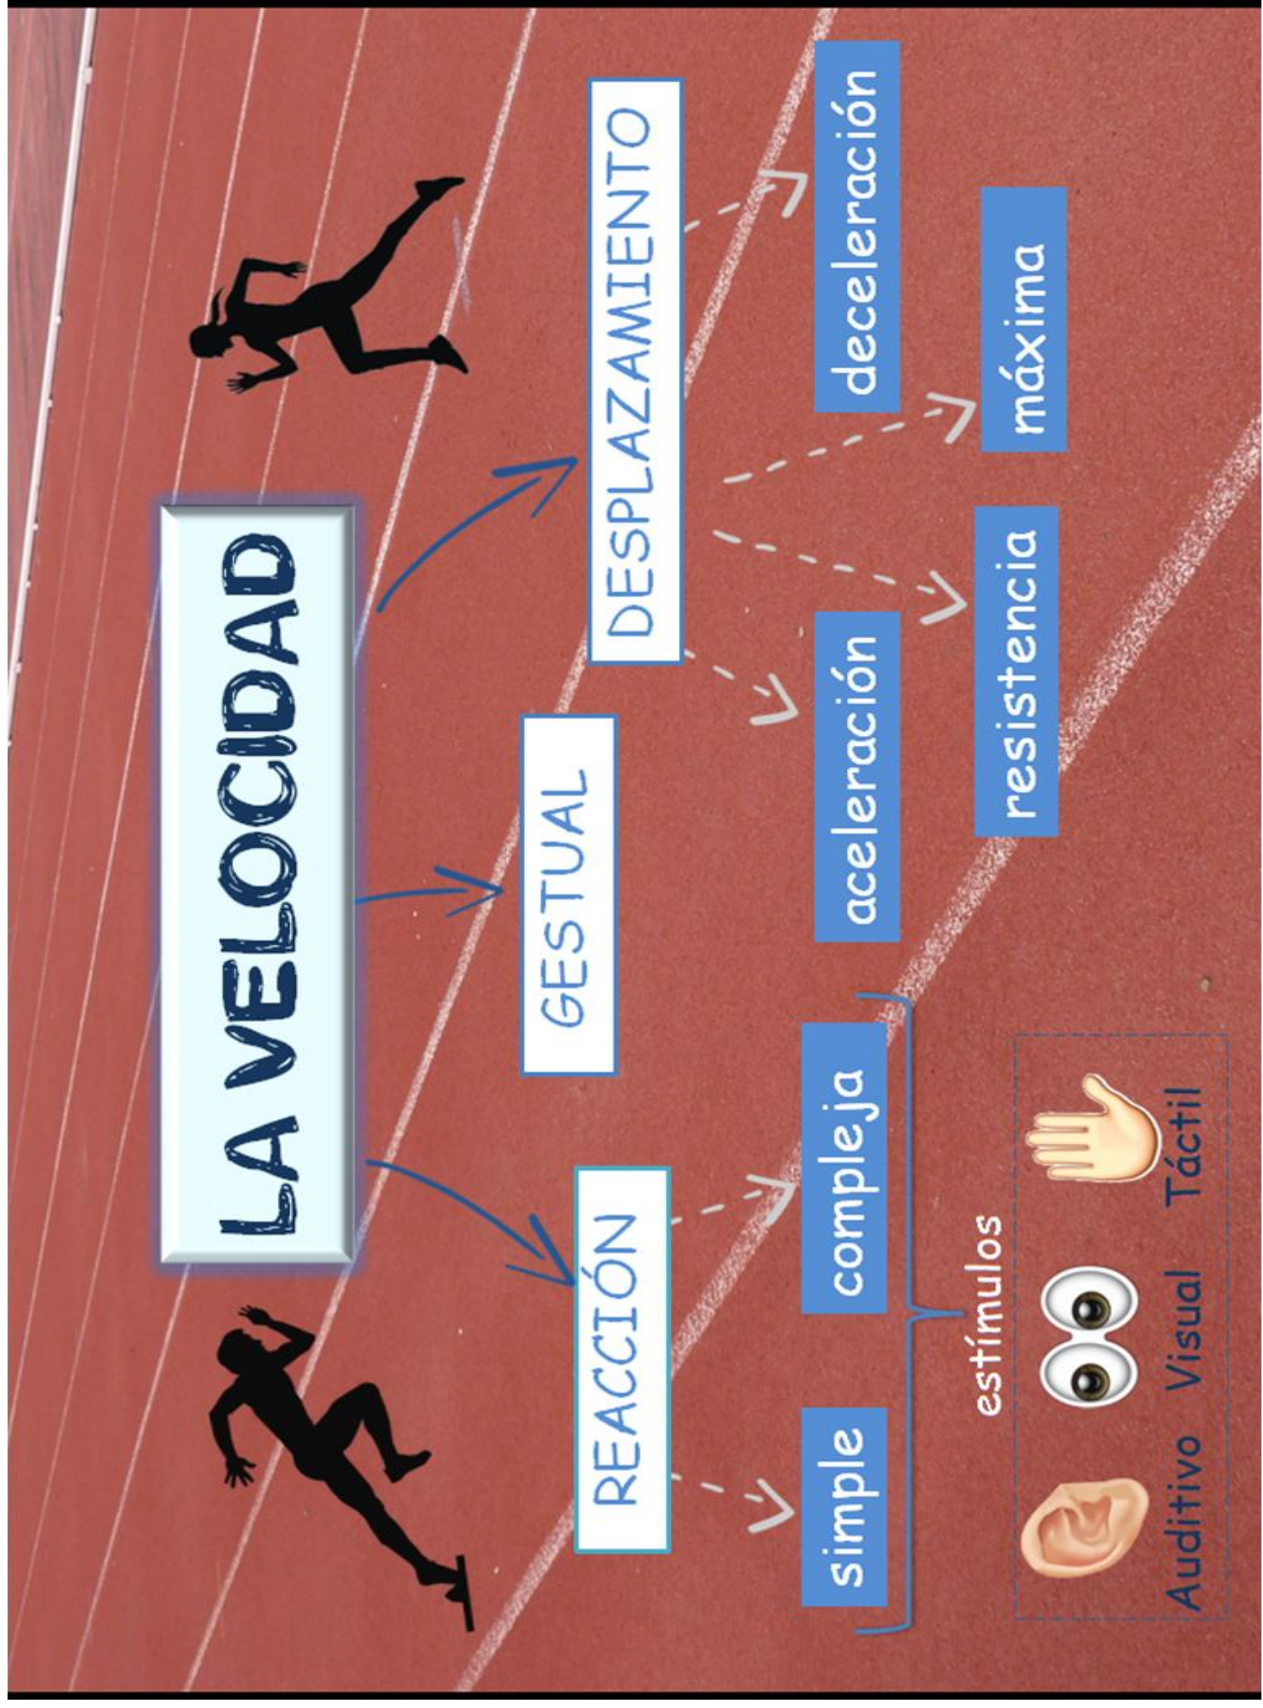 LA VELOCIDAD
REACCIÓN
GESTUAL
DESPLAZAMIENTO
simple
compleja
aceleración
deceleración
resistencia
máxima
estímulos
Auditivo Visual Táctil